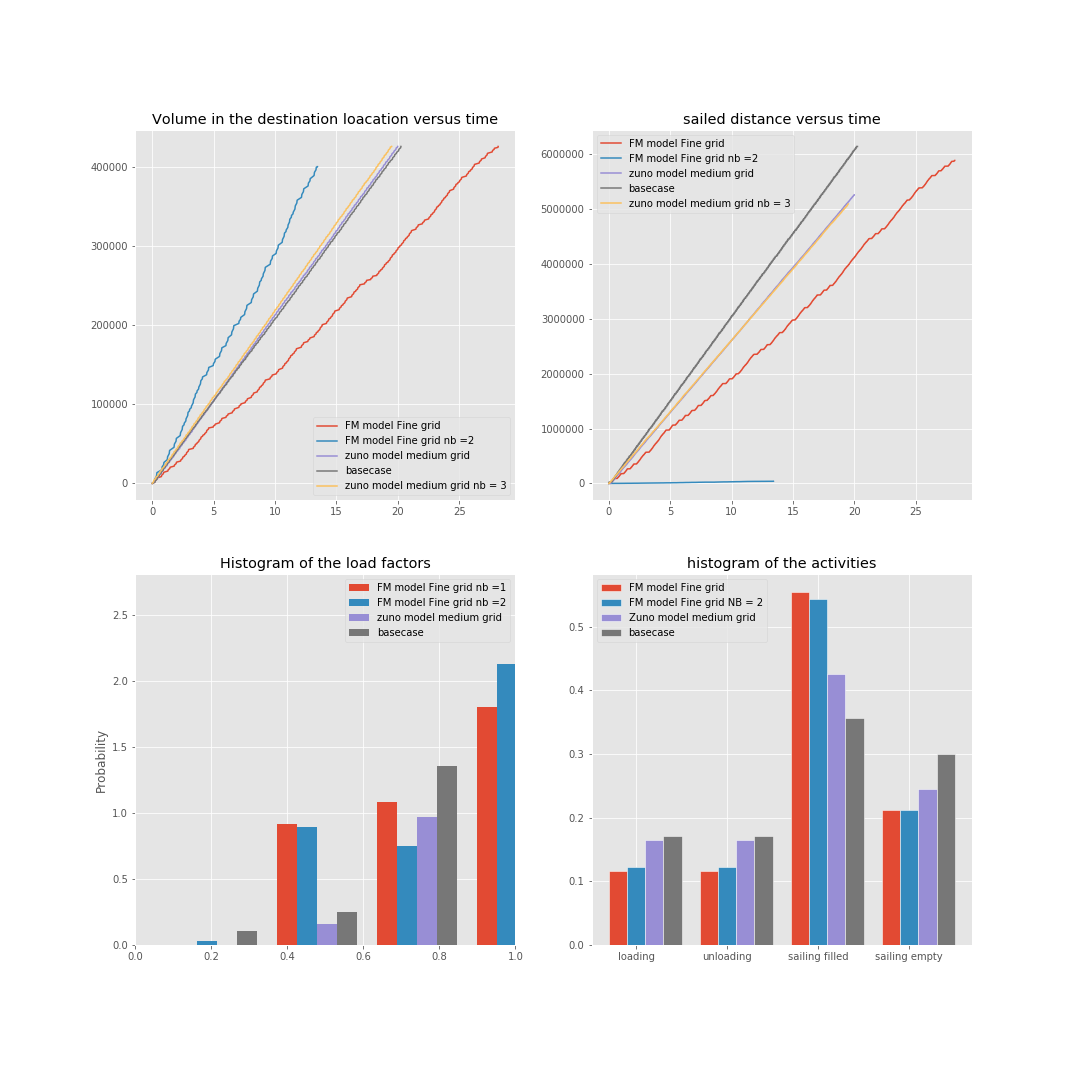 Volume in the destination loacation versus time
400000
300000
200000
100000
0
FM model Fine grid
FM model Fine grid nb =2
zuno model medium grid
basecase
zuno model medium grid nb = 3
0 5 10 15 20 25
sailed distance versus time
6000000
5000000
4000000
3000000
2000000
1000000
0
FM model Fine grid
FM model Fine grid nb =2
zuno model medium grid
basecase
zuno model medium grid nb = 3
0 5 10 15 20 25
Histogram of the load factors
Probability
2.5
2.0
1.5
1.0
0.5
0.0
FM model Fine grid nb =1
FM model Fine grid nb =2
zuno model medium grid
basecase
0.0 0.2 0.4 0.6 0.8 1.0
histogram of the activities
0.5
0.4
0.3
0.2
0.1
0.0
FM model Fine grid
FM model Fine grid NB = 2
Zuno model medium grid
basecase
loading unloading sailing filled sailing empty